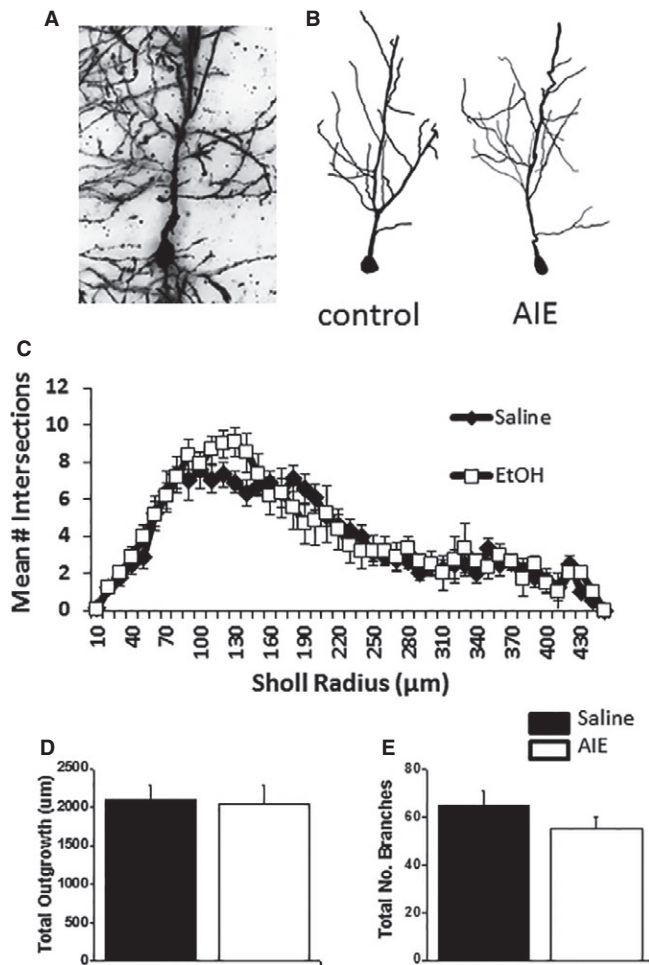 A
B
control
AIE
C
Mean # Intersections
12
10
8
6
4
2
0
Saline
EtOH
10
40
70
100
130
160
190
220
250
280
310
340
370
400
430
Sholl Radius (µm)
Saline
AIE
D
Total Outgrowth (um)
2500
2000
1500
1000
500
0
E
Total No. Branches
80
60
40
20
0